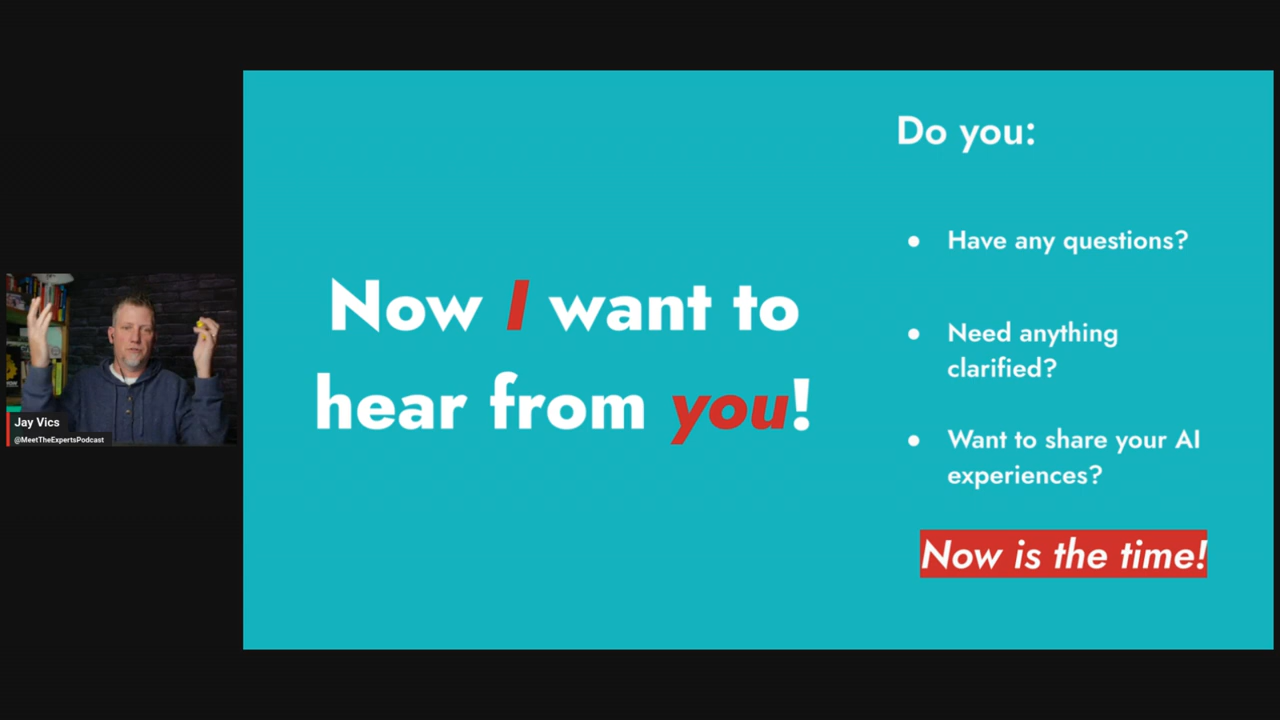 Now I want to
hear from you!
Do you:
● Have any questions?
● Need anything
clarified?
● Want to share your AI
experiences?
Now is the time!
Jay Vics
@MeetTheExpertsPodcast